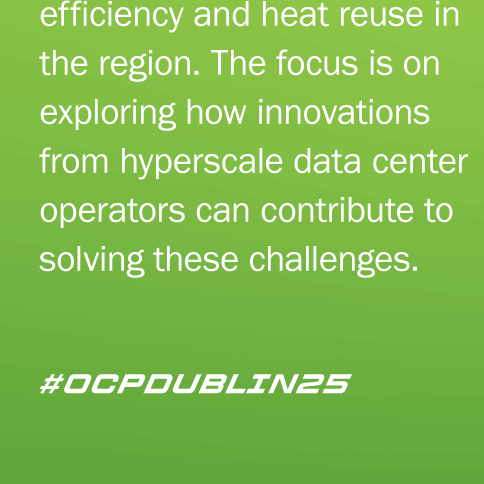 efficiency and heat reuse in
the region. The focus is on
exploring how innovations
from hyperscale data center
operators can contribute to
solving these challenges.
#OCPDUBLIN25